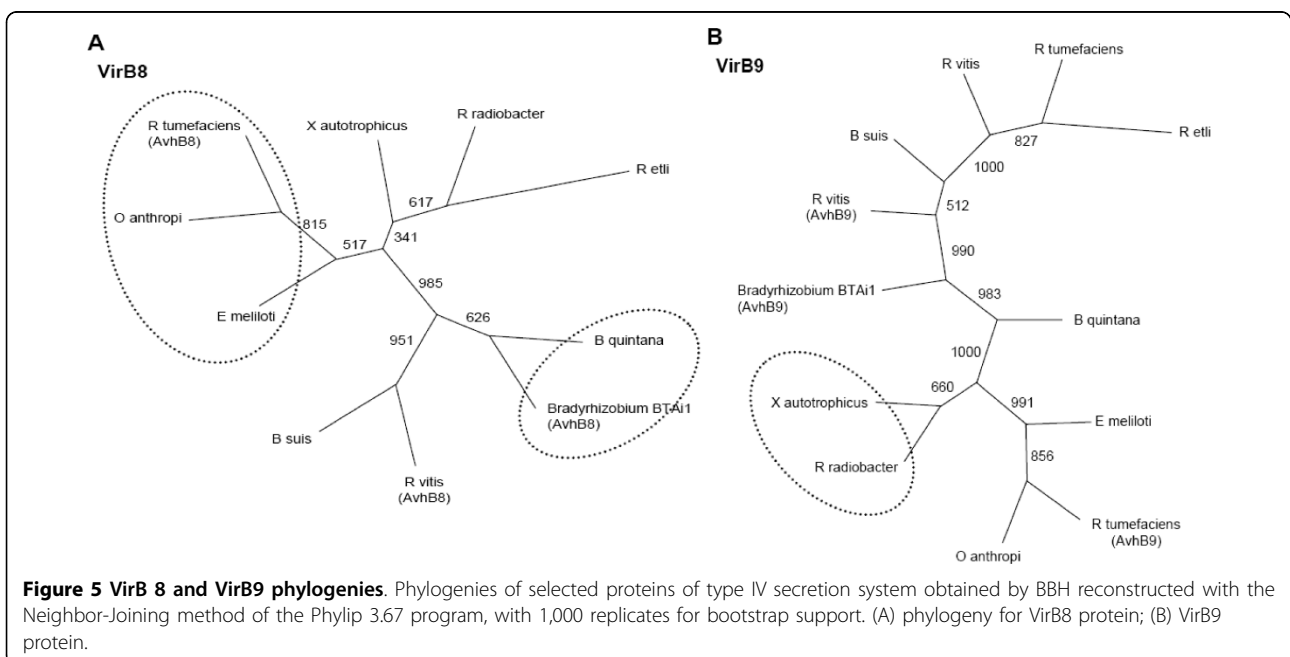 A
VirB8
R tumefaciens
(AvhB8)
X autotrophicus
R radiobacter
R etli
O anthropi
815
617
517
341
E meliloti
985
626
951
B quintana
Bradyrhizobium BTAi1
(AvhB8)
B suis
R vitis
(AvhB8)
B
VirB9
R tumefaciens
R vitis
R etli
827
B suis
1000
R vitis
(AvhB9)
512
990
Bradyrhizobium BTAi1
(AvhB9)
983
B quintana
1000
660
X autotrophicus
991
E meliloti
R radiobacter
856
R tumefaciens
(AvhB9)
O anthropi
Figure 5 VirB 8 and VirB9 phylogenies. Phylogenies of selected proteins of type IV secretion system obtained by BBH reconstructed with the
Neighbor-Joining method of the Phylip 3.67 program, with 1,000 replicates for bootstrap support. (A) phylogeny for VirB8 protein; (B) VirB9
protein.